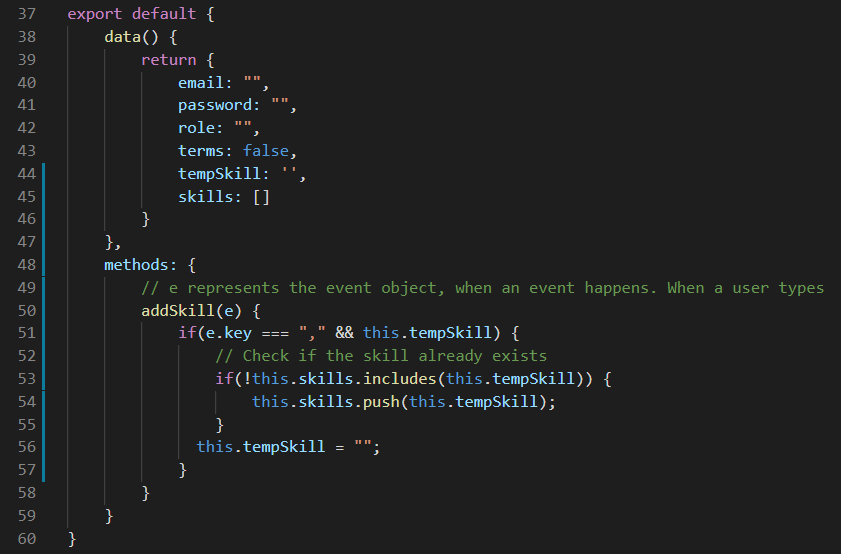 37 export default {
38     data() {
39         return {
40             email: "",
41             password: "",
42             role: "",
43             terms: false,
44             tempSkill: '',
45             skills: []
46         }
47     },
48     methods: {
49         // e represents the event object, when an event happens. When a user types
50         addSkill(e) {
51             if(e.key === "," && this.tempSkill) {
52                 // Check if the skill already exists
53                 if(!this.skills.includes(this.tempSkill)) {
54                     this.skills.push(this.tempSkill);
55                 }
56               this.tempSkill = "";
57             }
58         }
59     }
60 }